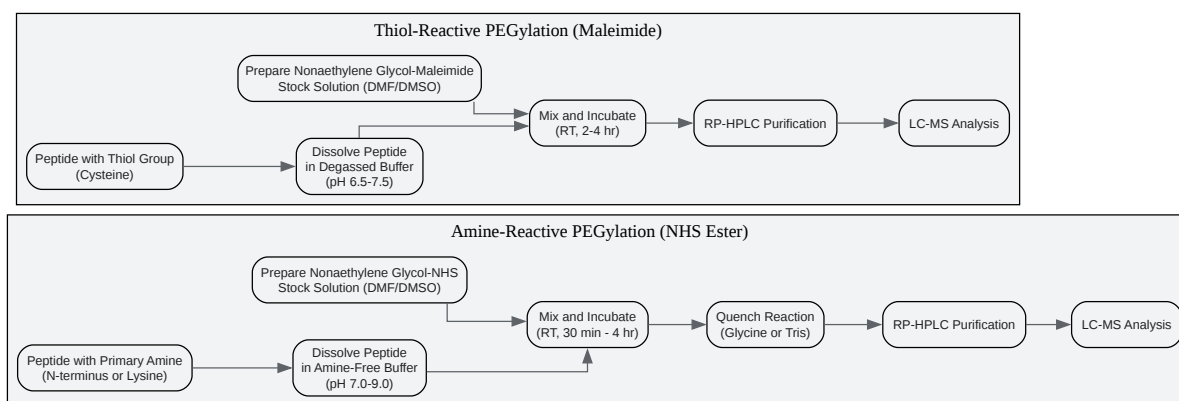 Thiol-Reactive PEGylation (Maleimide)
Prepare Nonaethylene Glycol-Maleimide
Stock Solution (DMF/DMSO)
Mix and Incubate
(RT, 2-4 hr)
RP-HPLC Purification
LC-MS Analysis
Peptide with Thiol Group
(Cysteine)
Dissolve Peptide
in Degassed Buffer
(pH 6.5-7.5)
Amine-Reactive PEGylation (NHS Ester)
Prepare Nonaethylene Glycol-NHS
Stock Solution (DMF/DMSO)
Mix and Incubate
(RT, 30 min - 4 hr)
Quench Reaction
(Glycine or Tris)
RP-HPLC Purification
LC-MS Analysis
Peptide with Primary Amine
(N-terminus or Lysine)
Dissolve Peptide
in Amine-Free Buffer
(pH 7.0-9.0)